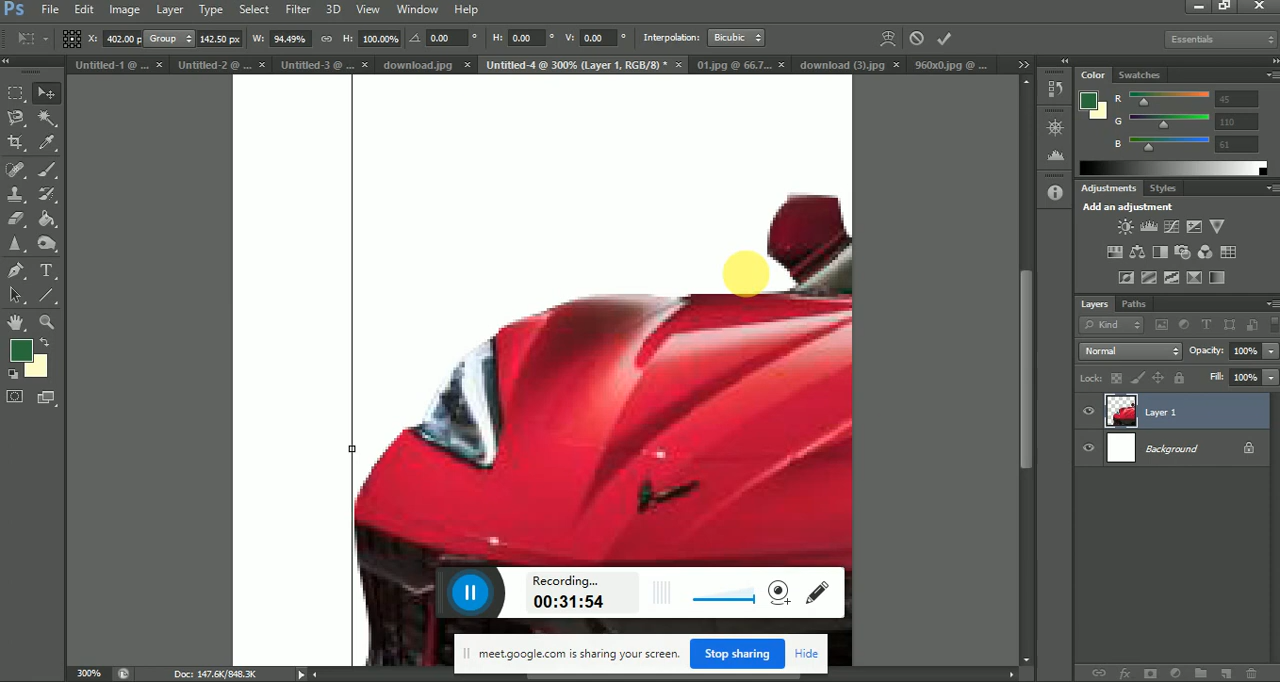 Ps File Edit Image Layer Type Select Filter 3D View Window Help
X: 402.00 p Group 142.50 px W: 94.49% H: 100.00% 0.00 ° H: 0.00 ° V: 0.00 ° Interpolation: Bicubic Essentials
Untitled-1 @ ... × Untitled-2 @ ... × Untitled-3 @ ... × download.jpg × Untitled-4 @ 300% (Layer 1, RGB/8) * × 01.jpg @ 66.7... × download (3).jpg × 960x0.jpg @ ... >>
Color Swatches
R 45
G 110
B 61
Adjustments Styles
Add an adjustment
Layers Paths
Kind
Normal Opacity: 100%
Lock: Fill: 100%
Layer 1
Background
Recording...
00:31:54
meet.google.com is sharing your screen. Stop sharing Hide
300% Doc: 147.6K/848.3K